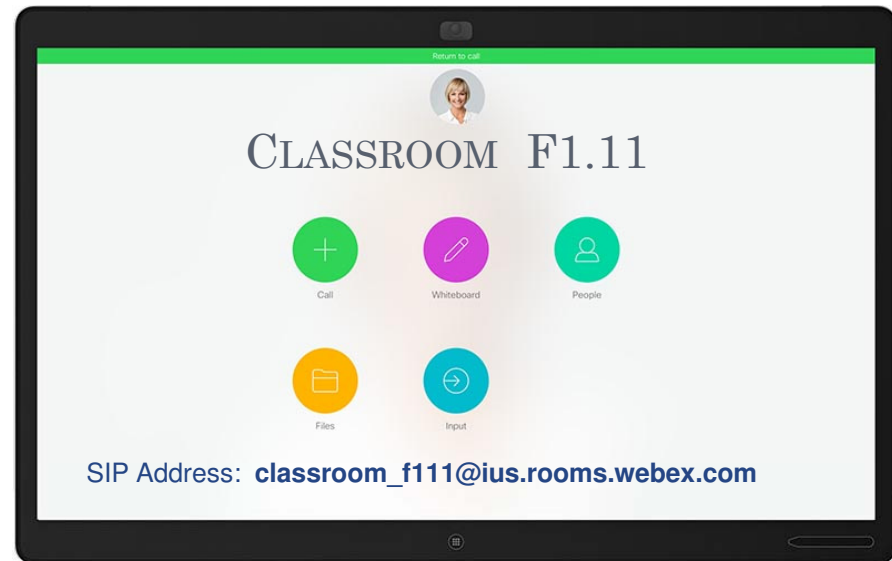 Return to call
CLASSROOM F1.11
Call Whiteboard People
Files Input
SIP Address: classroom_f111@ius.rooms.webex.com